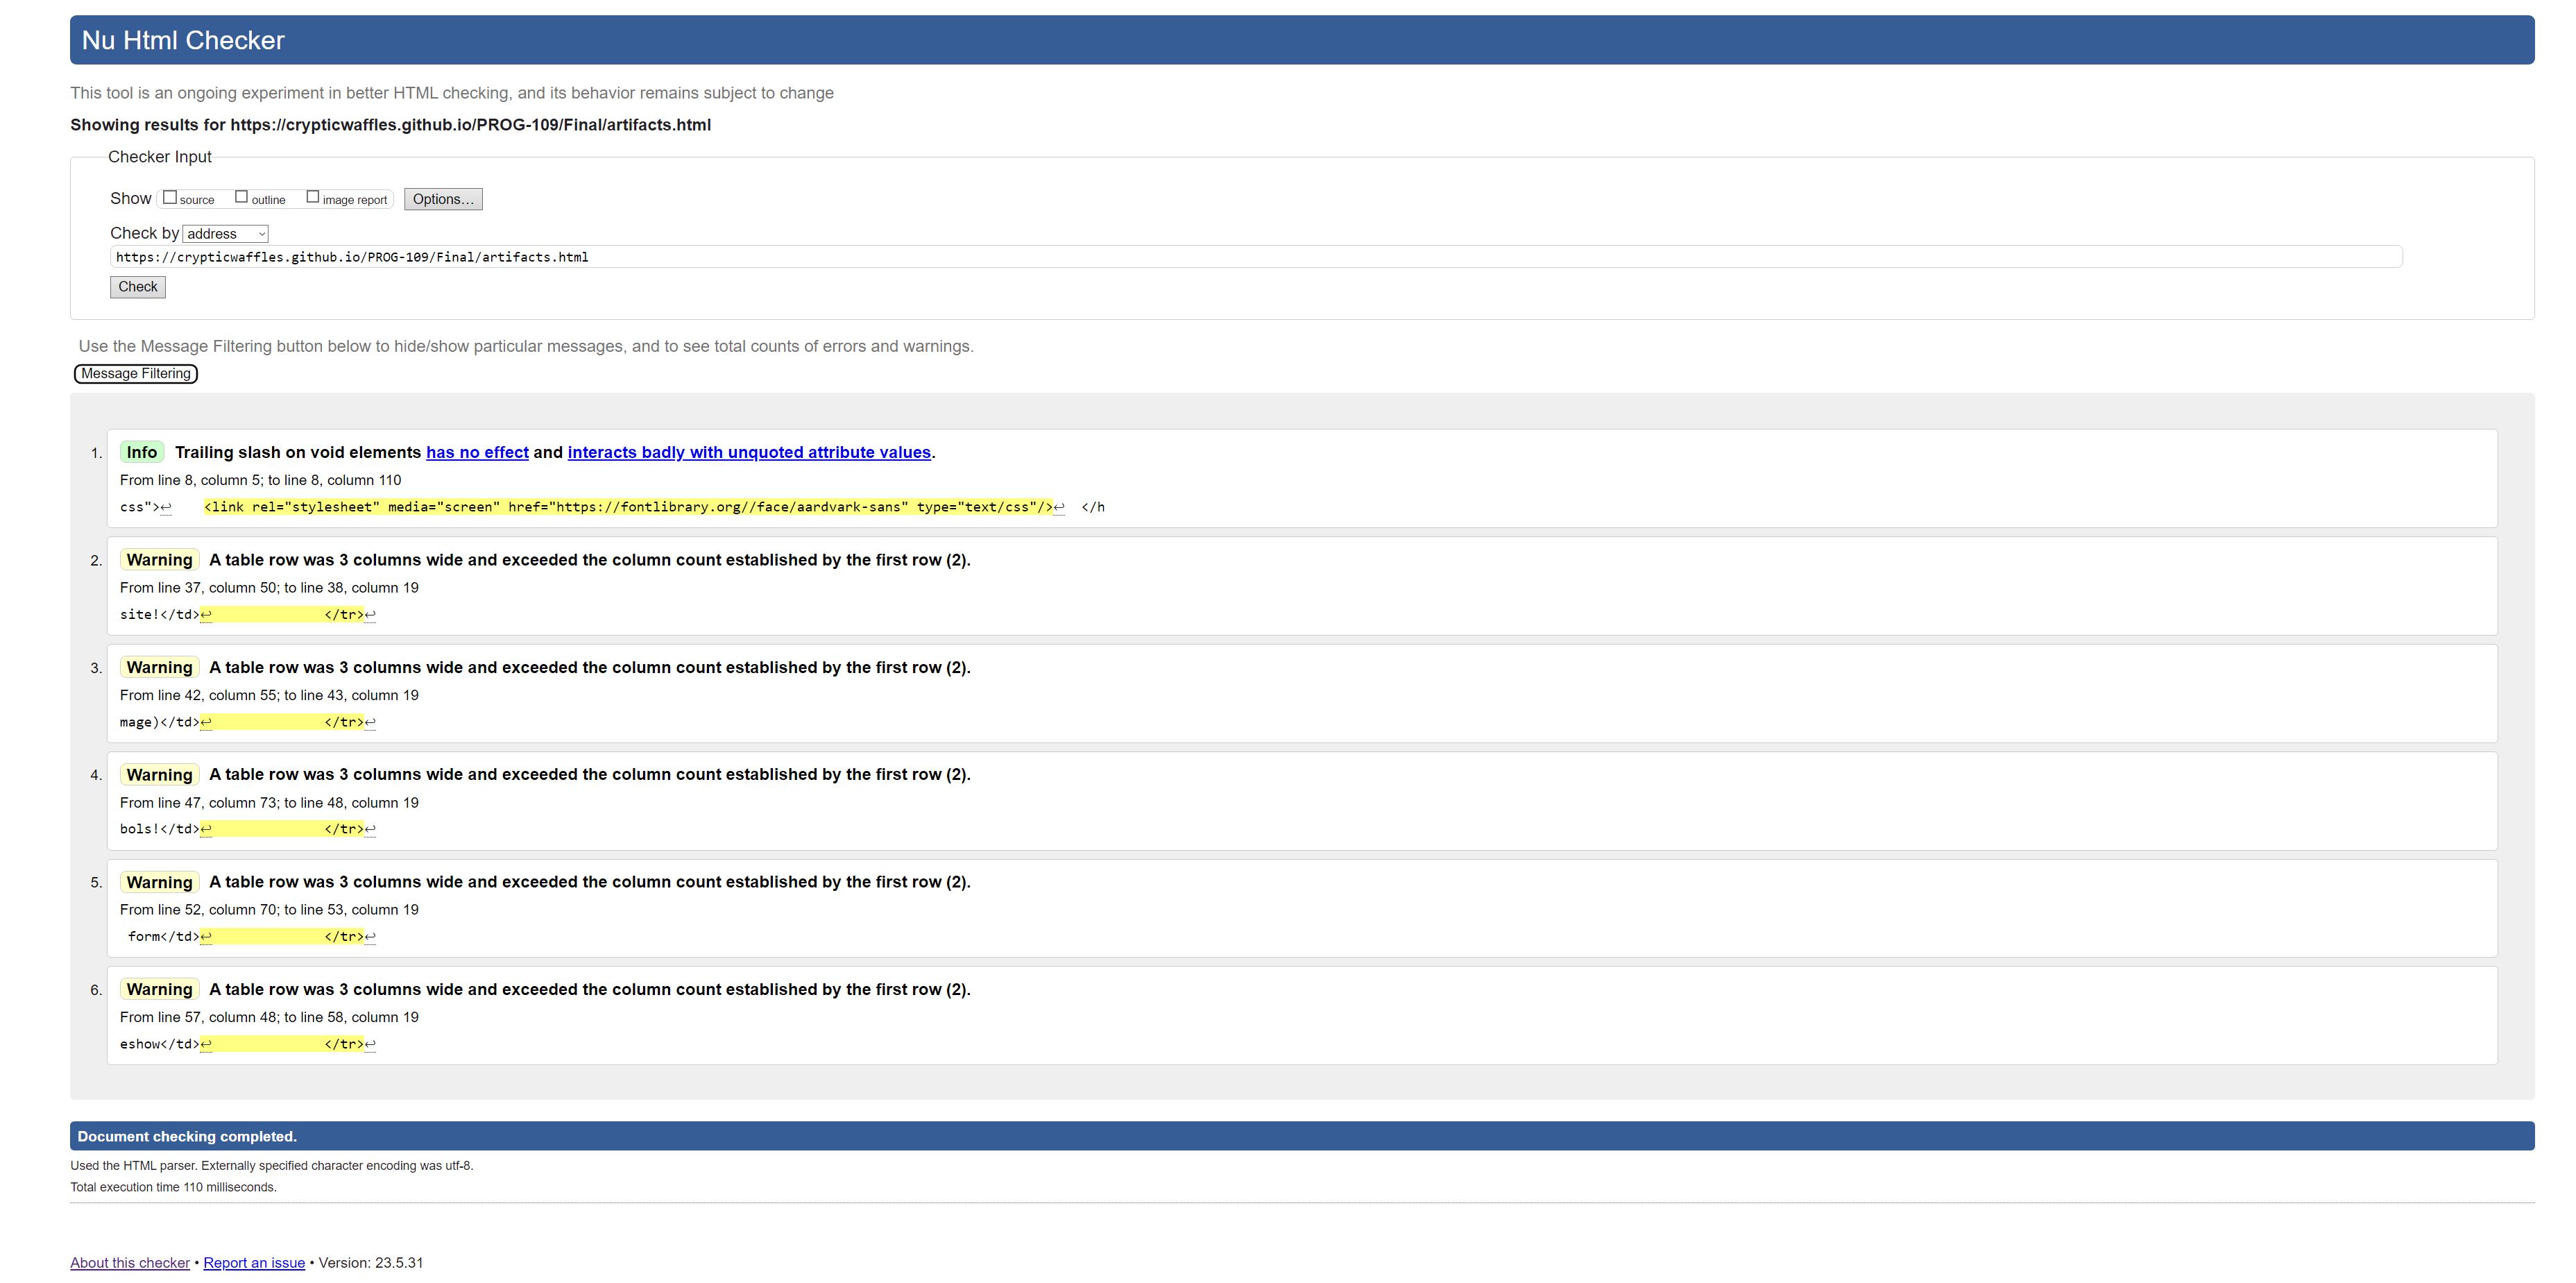 Nu Html Checker
This tool is an ongoing experiment in better HTML checking, and its behavior remains subject to change
Showing results for https://crypticwaffles.github.io/PROG-109/Final/artifacts.html
Checker Input
Show source outline image report Options...
Check by address
https://crypticwaffles.github.io/PROG-109/Final/artifacts.html
Check
Use the Message Filtering button below to hide/show particular messages, and to see total counts of errors and warnings.
Message Filtering
1. Info Trailing slash on void elements has no effect and interacts badly with unquoted attribute values.
From line 8, column 5; to line 8, column 110
css">↩ <link rel="stylesheet" media="screen" href="https://fontlibrary.org//face/aardvark-sans" type="text/css"/>↩ </h
2. Warning A table row was 3 columns wide and exceeded the column count established by the first row (2).
From line 37, column 50; to line 38, column 19
site!</td>↩ </tr>↩
3. Warning A table row was 3 columns wide and exceeded the column count established by the first row (2).
From line 42, column 55; to line 43, column 19
mage)</td>↩ </tr>↩
4. Warning A table row was 3 columns wide and exceeded the column count established by the first row (2).
From line 47, column 73; to line 48, column 19
bols!</td>↩ </tr>↩
5. Warning A table row was 3 columns wide and exceeded the column count established by the first row (2).
From line 52, column 70; to line 53, column 19
form</td>↩ </tr>↩
6. Warning A table row was 3 columns wide and exceeded the column count established by the first row (2).
From line 57, column 48; to line 58, column 19
eshow</td>↩ </tr>↩
Document checking completed.
Used the HTML parser. Externally specified character encoding was utf-8.
Total execution time 110 milliseconds.
About this checker • Report an issue • Version: 23.5.31